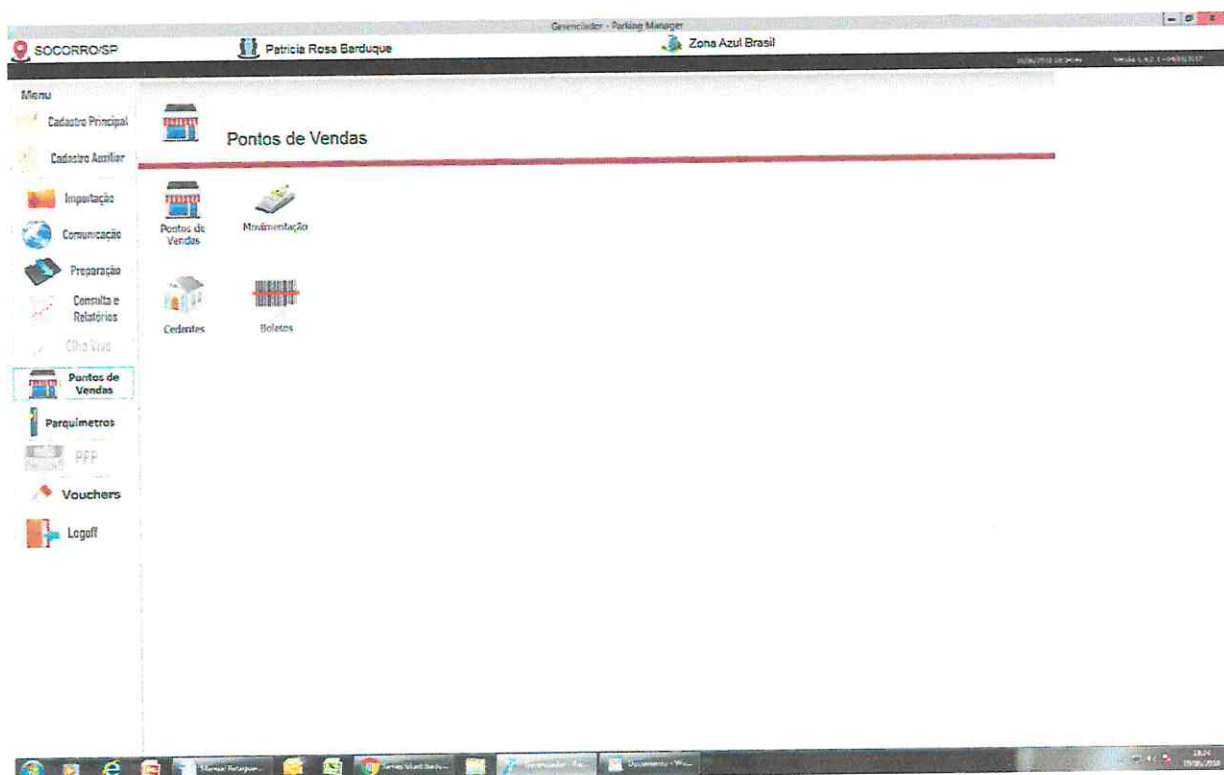 Gerenciador - Parking Manager
SOCORRO/SP
Patricia Rosa Barduque
Zona Azul Brasil
Menu
Cadastro Principal
Cadastro Auxiliar
Importação
Comunicação
Preparação
Consulta e
Relatórios
Olho Vivo
Pontos de
Vendas
Parquímetros
PPP
Vouchers
Logoff
Pontos de Vendas
Pontos de
Vendas
Movimentação
Cedentes
Boletos